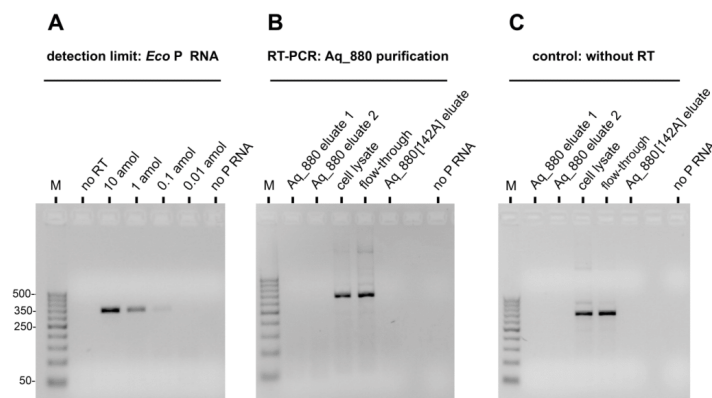 A
detection limit: Eco P RNA
M
no RT
10 amol
1 amol
0.1 amol
0.01 amol
no P RNA
500-
350-
250-
50-
B
RT-PCR: Aq_880 purification
M
Aq_880 eluate 1
Aq_880 eluate 2
cell lysate
flow-through
Aq_880[142A] eluate
no P RNA
C
control: without RT
M
Aq_880 eluate 1
Aq_880 eluate 2
cell lysate
flow-through
Aq_880[142A] eluate
no P RNA